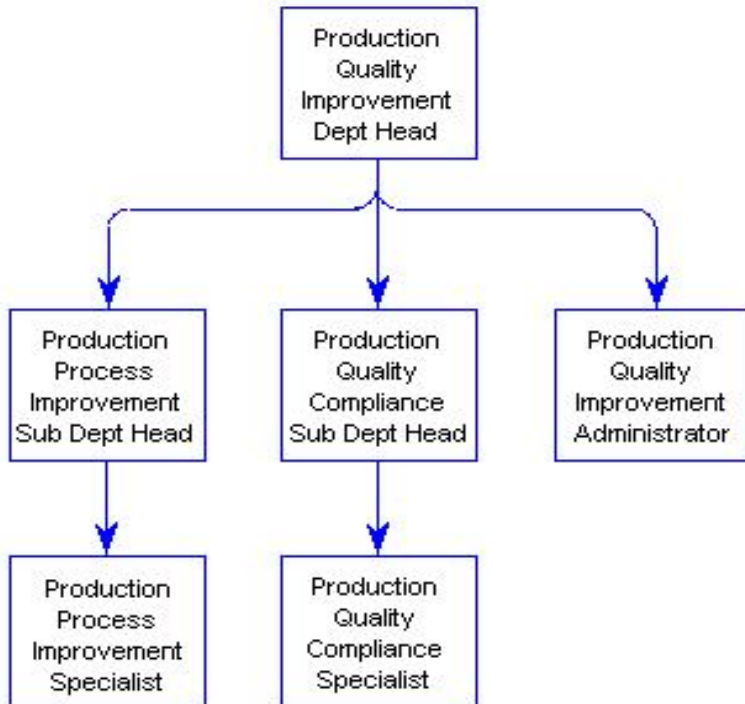 Production
Quality
Improvement
Dept Head
Production
Process
Improvement
Sub Dept Head
Production
Quality
Compliance
Sub Dept Head
Production
Quality
Improvement
Administrator
Production
Process
Improvement
Specialist
Production
Quality
Compliance
Specialist